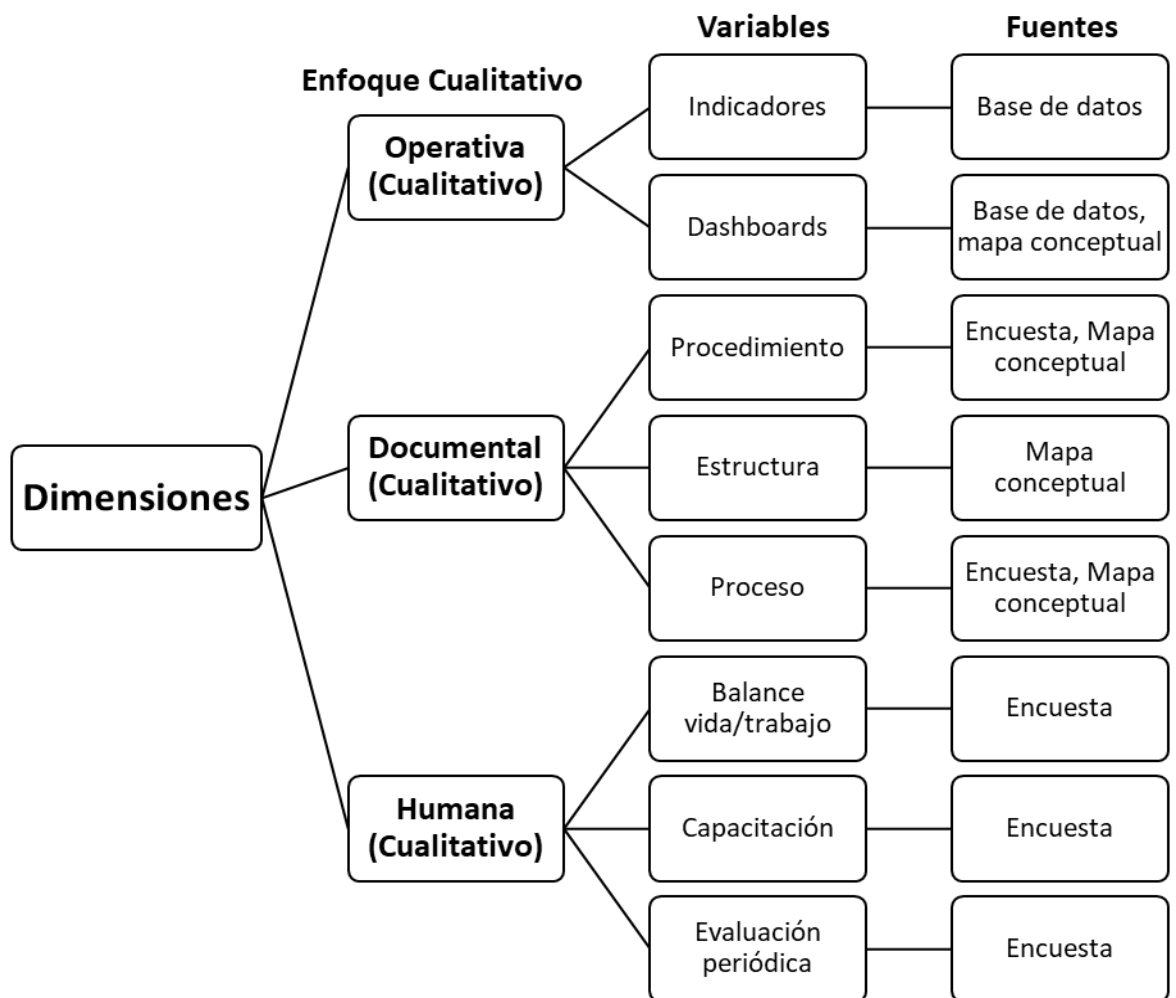 Variables
Fuentes
Enfoque Cualitativo
Indicadores
Base de datos
Operativa
(Cualitativo)
Dashboards
Base de datos,
mapa conceptual
Procedimiento
Encuesta, Mapa
conceptual
Documental
(Cualitativo)
Estructura
Mapa
conceptual
Dimensiones
Proceso
Encuesta, Mapa
conceptual
Balance
vida/trabajo
Encuesta
Humana
(Cualitativo)
Capacitación
Encuesta
Evaluación
periódica
Encuesta